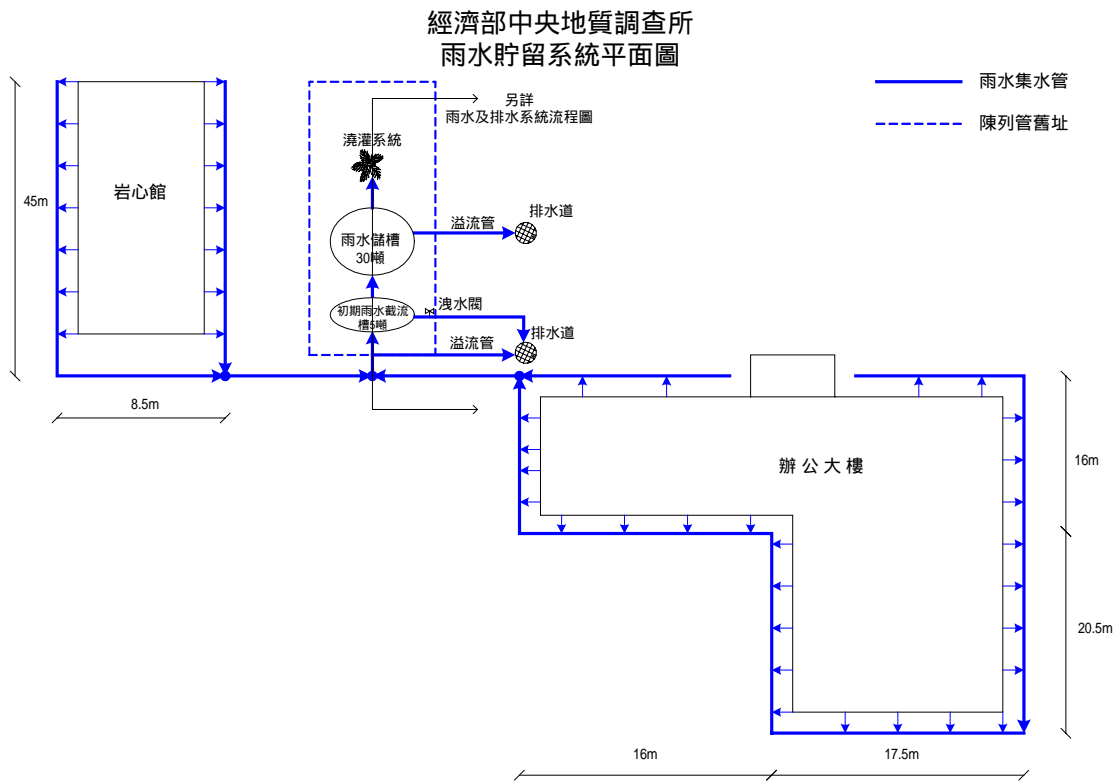 經濟部中央地質調查所
雨水貯留系統平面圖
雨水集水管
陳列管舊址
另詳
雨水及排水系統流程圖
澆灌系統
岩心館
45m
排水道
溢流管
雨水儲槽
30噸
洩水閥
初期雨水截流
槽5噸
溢流管
排水道
8.5m
辦公大樓
16m
20.5m
16m
17.5m